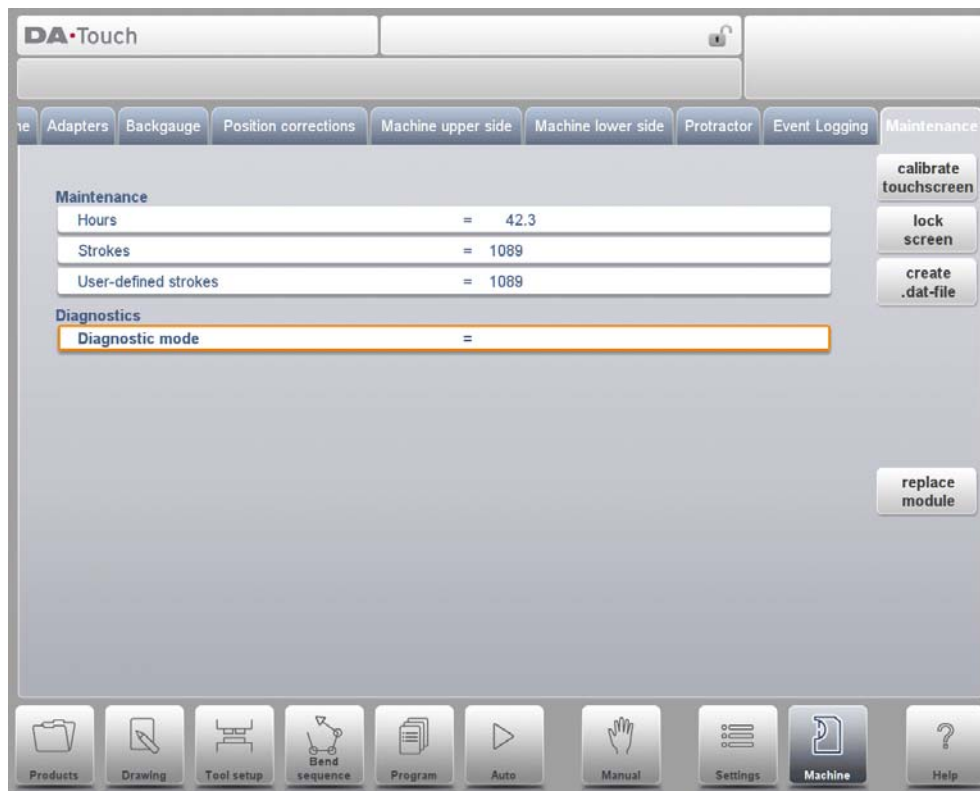 DA•Touch
ne Adapters Backgauge Position corrections Machine upper side Machine lower side Protractor Event Logging Maintenance
calibrate
touchscreen
lock
screen
create
.dat-file
replace
module
Maintenance
Hours = 42.3
Strokes = 1089
User-defined strokes = 1089
Diagnostics
Diagnostic mode =
Products Drawing Tool setup Bend
sequence Program Auto Manual Settings Machine Help